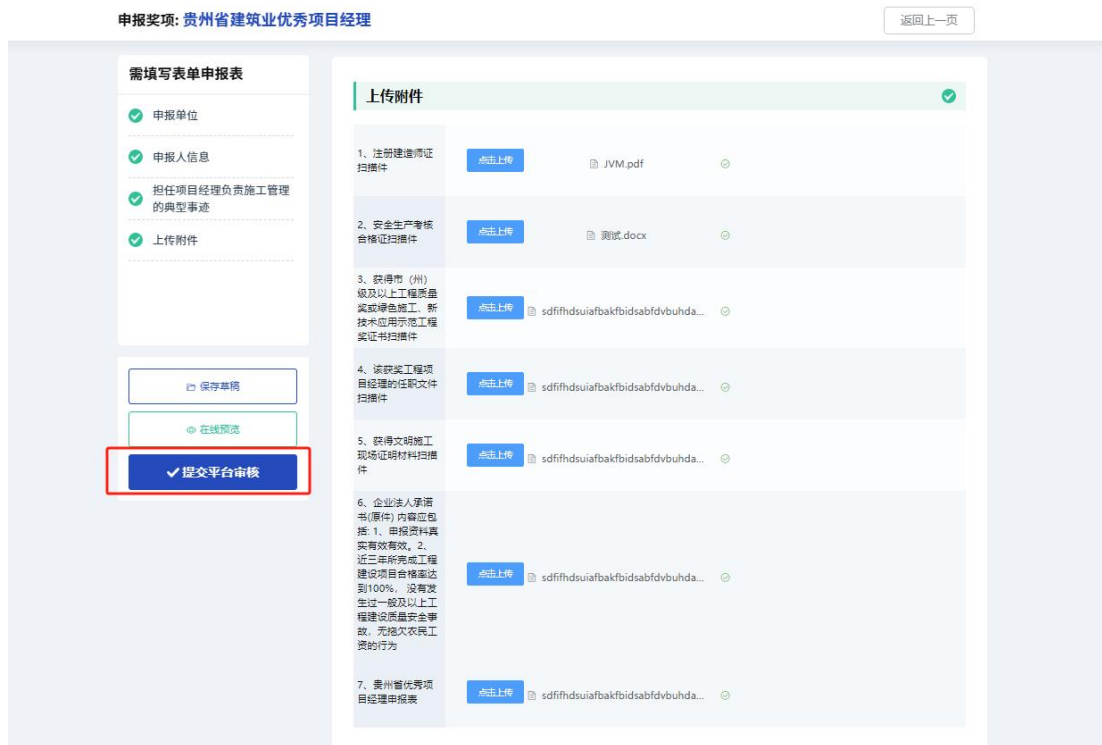 申报奖项: 贵州省建筑业优秀项目经理
返回上一页
需填写表单申报表
申报单位
申报人信息
担任项目经理负责施工管理
的典型事迹
上传附件
保存草稿
在线预览
提交平台审核
上传附件
1、注册建造师证
扫描件
点击上传
JVM.pdf
2、安全生产考核
合格证扫描件
点击上传
测试.docx
3、获得市（州）
级及以上工程质量
奖或绿色施工、新
技术应用示范工程
奖证书扫描件
点击上传
sdfifhdsuiafbakfbidsabfdvbuhda...
4、该获奖工程项
目经理的任职文件
扫描件
点击上传
sdfifhdsuiafbakfbidsabfdvbuhda...
5、获得文明施工
现场证明材料扫描
件
点击上传
sdfifhdsuiafbakfbidsabfdvbuhda...
6、企业法人承诺
书(原件) 内容应包
括: 1、申报资料真
实有效有效。2、
近三年所完成工程
建设项目合格率达
到100%， 没有发
生过一般及以上工
程建设质量安全事
故，无拖欠农民工
资的行为
点击上传
sdfifhdsuiafbakfbidsabfdvbuhda...
7、贵州省优秀项
目经理申报表
点击上传
sdfifhdsuiafbakfbidsabfdvbuhda...